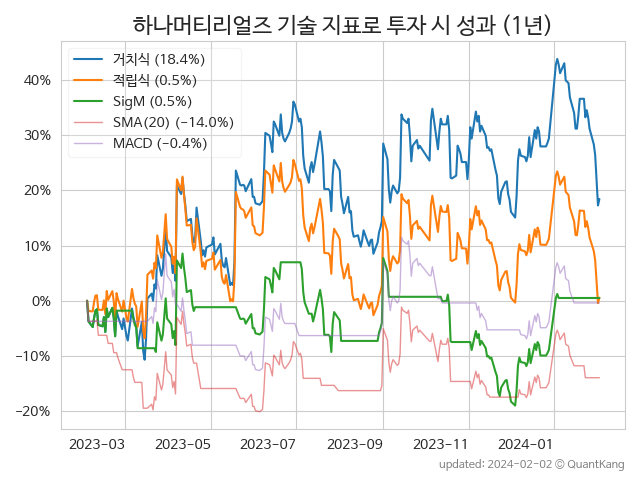 하나머티리얼즈 기술 지표로 투자 시 성과 (1년)
거치식 (18.4%)
적립식 (0.5%)
SigM (0.5%)
SMA(20) (−14.0%)
MACD (−0.4%)
40%
30%
20%
10%
0%
−10%
−20%
2023-03
2023-05
2023-07
2023-09
2023-11
2024-01
updated: 2024-02-02 © QuantKang